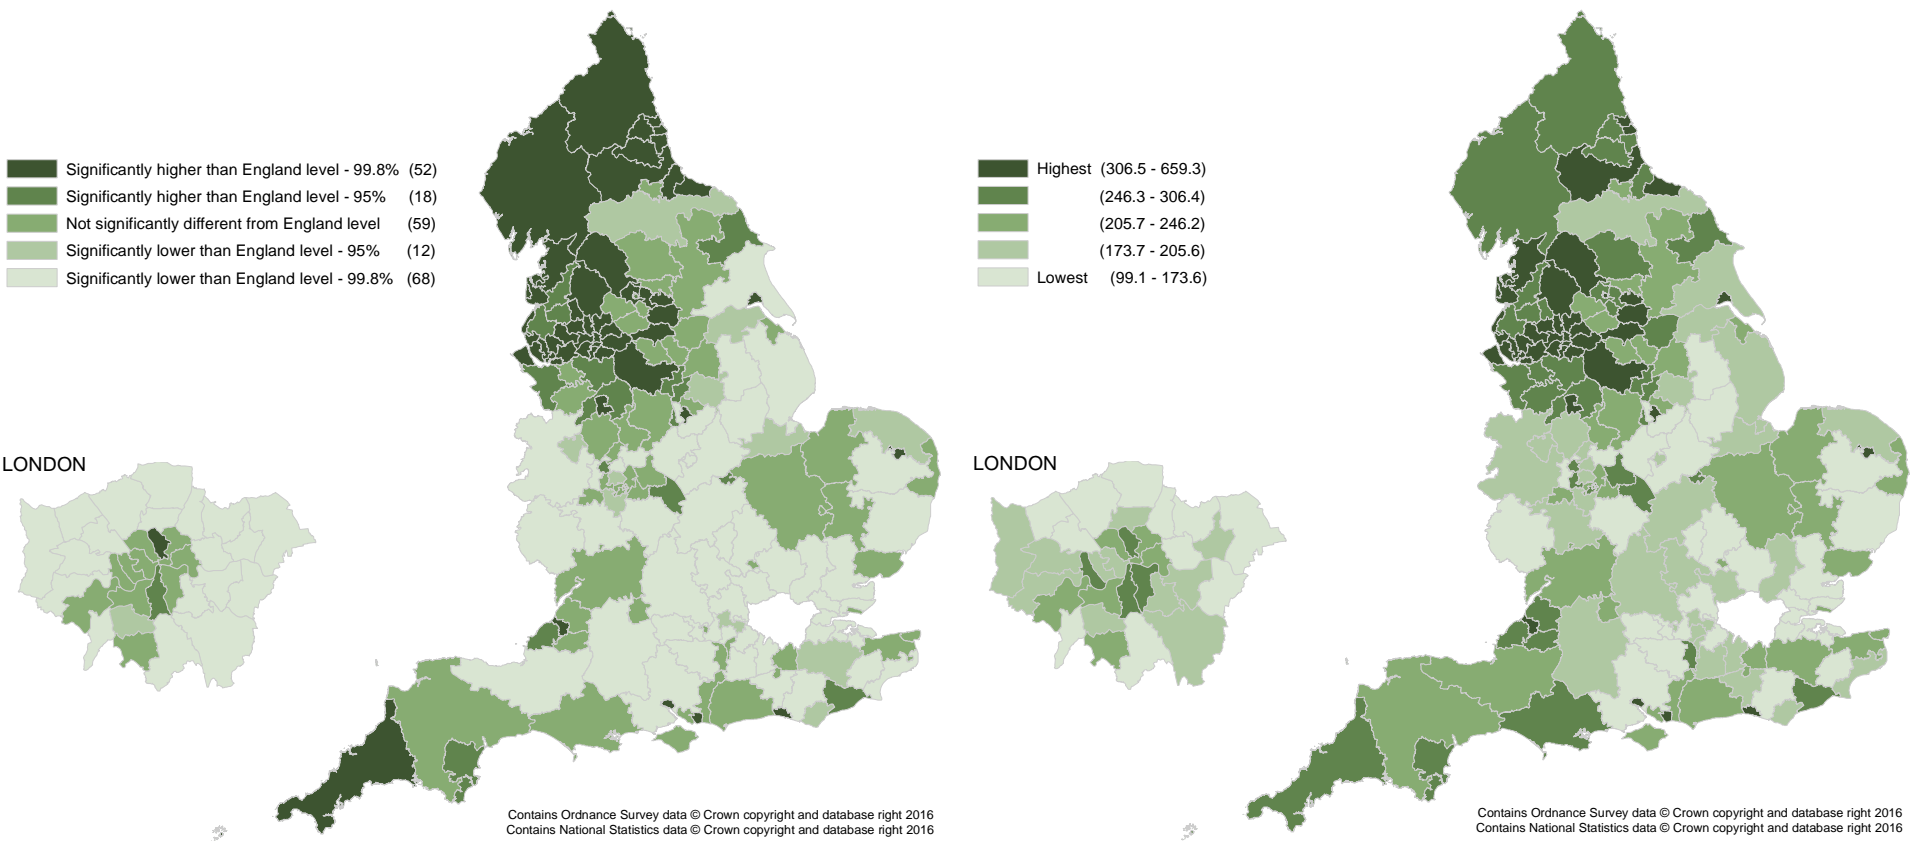 Significantly higher than England level - 99.8% (52)
Significantly higher than England level - 95% (18)
Not significantly different from England level (59)
Significantly lower than England level - 95% (12)
Significantly lower than England level - 99.8% (68)
LONDON
Contains Ordnance Survey data © Crown copyright and database right 2016
Contains National Statistics data © Crown copyright and database right 2016
Highest (306.5 - 659.3)
(246.3 - 306.4)
(205.7 - 246.2)
(173.7 - 205.6)
Lowest (99.1 - 173.6)
LONDON
Contains Ordnance Survey data © Crown copyright and database right 2016
Contains National Statistics data © Crown copyright and database right 2016